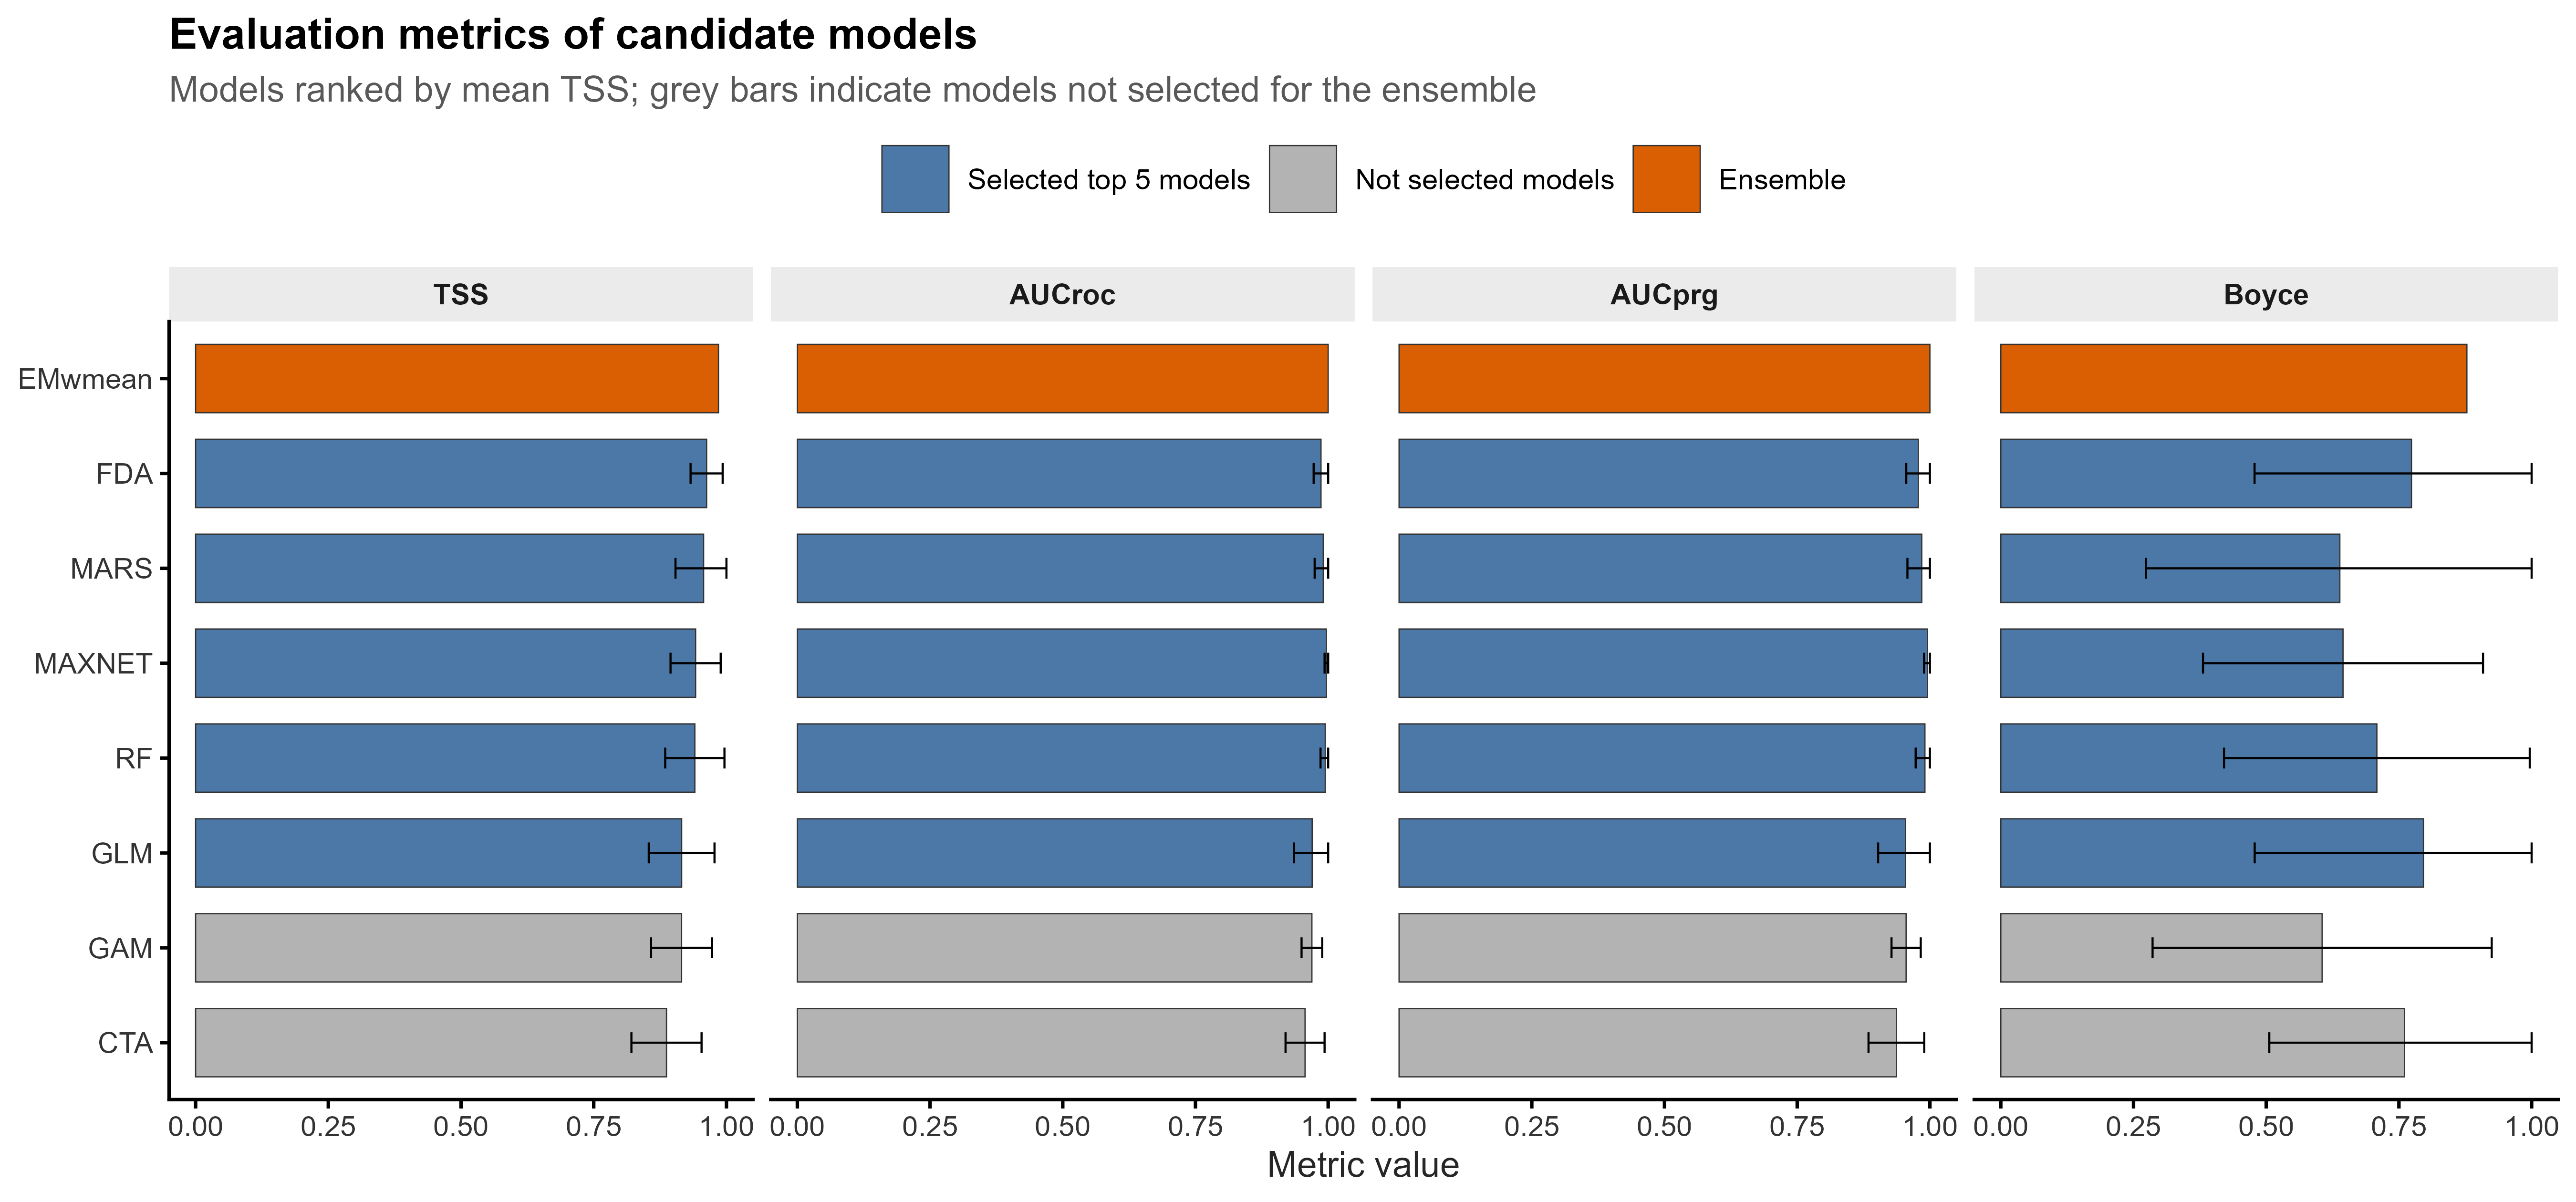 Evaluation metrics of candidate models
Models ranked by mean TSS; grey bars indicate models not selected for the ensemble
Selected top 5 models Not selected models Ensemble
TSS AUCroc AUCprg Boyce
EMwmean
FDA
MARS
MAXNET
RF
GLM
GAM
CTA
0.00 0.25 0.50 0.75 1.00 0.00 0.25 0.50 0.75 1.00 0.00 0.25 0.50 0.75 1.00 0.00 0.25 0.50 0.75 1.00
Metric value